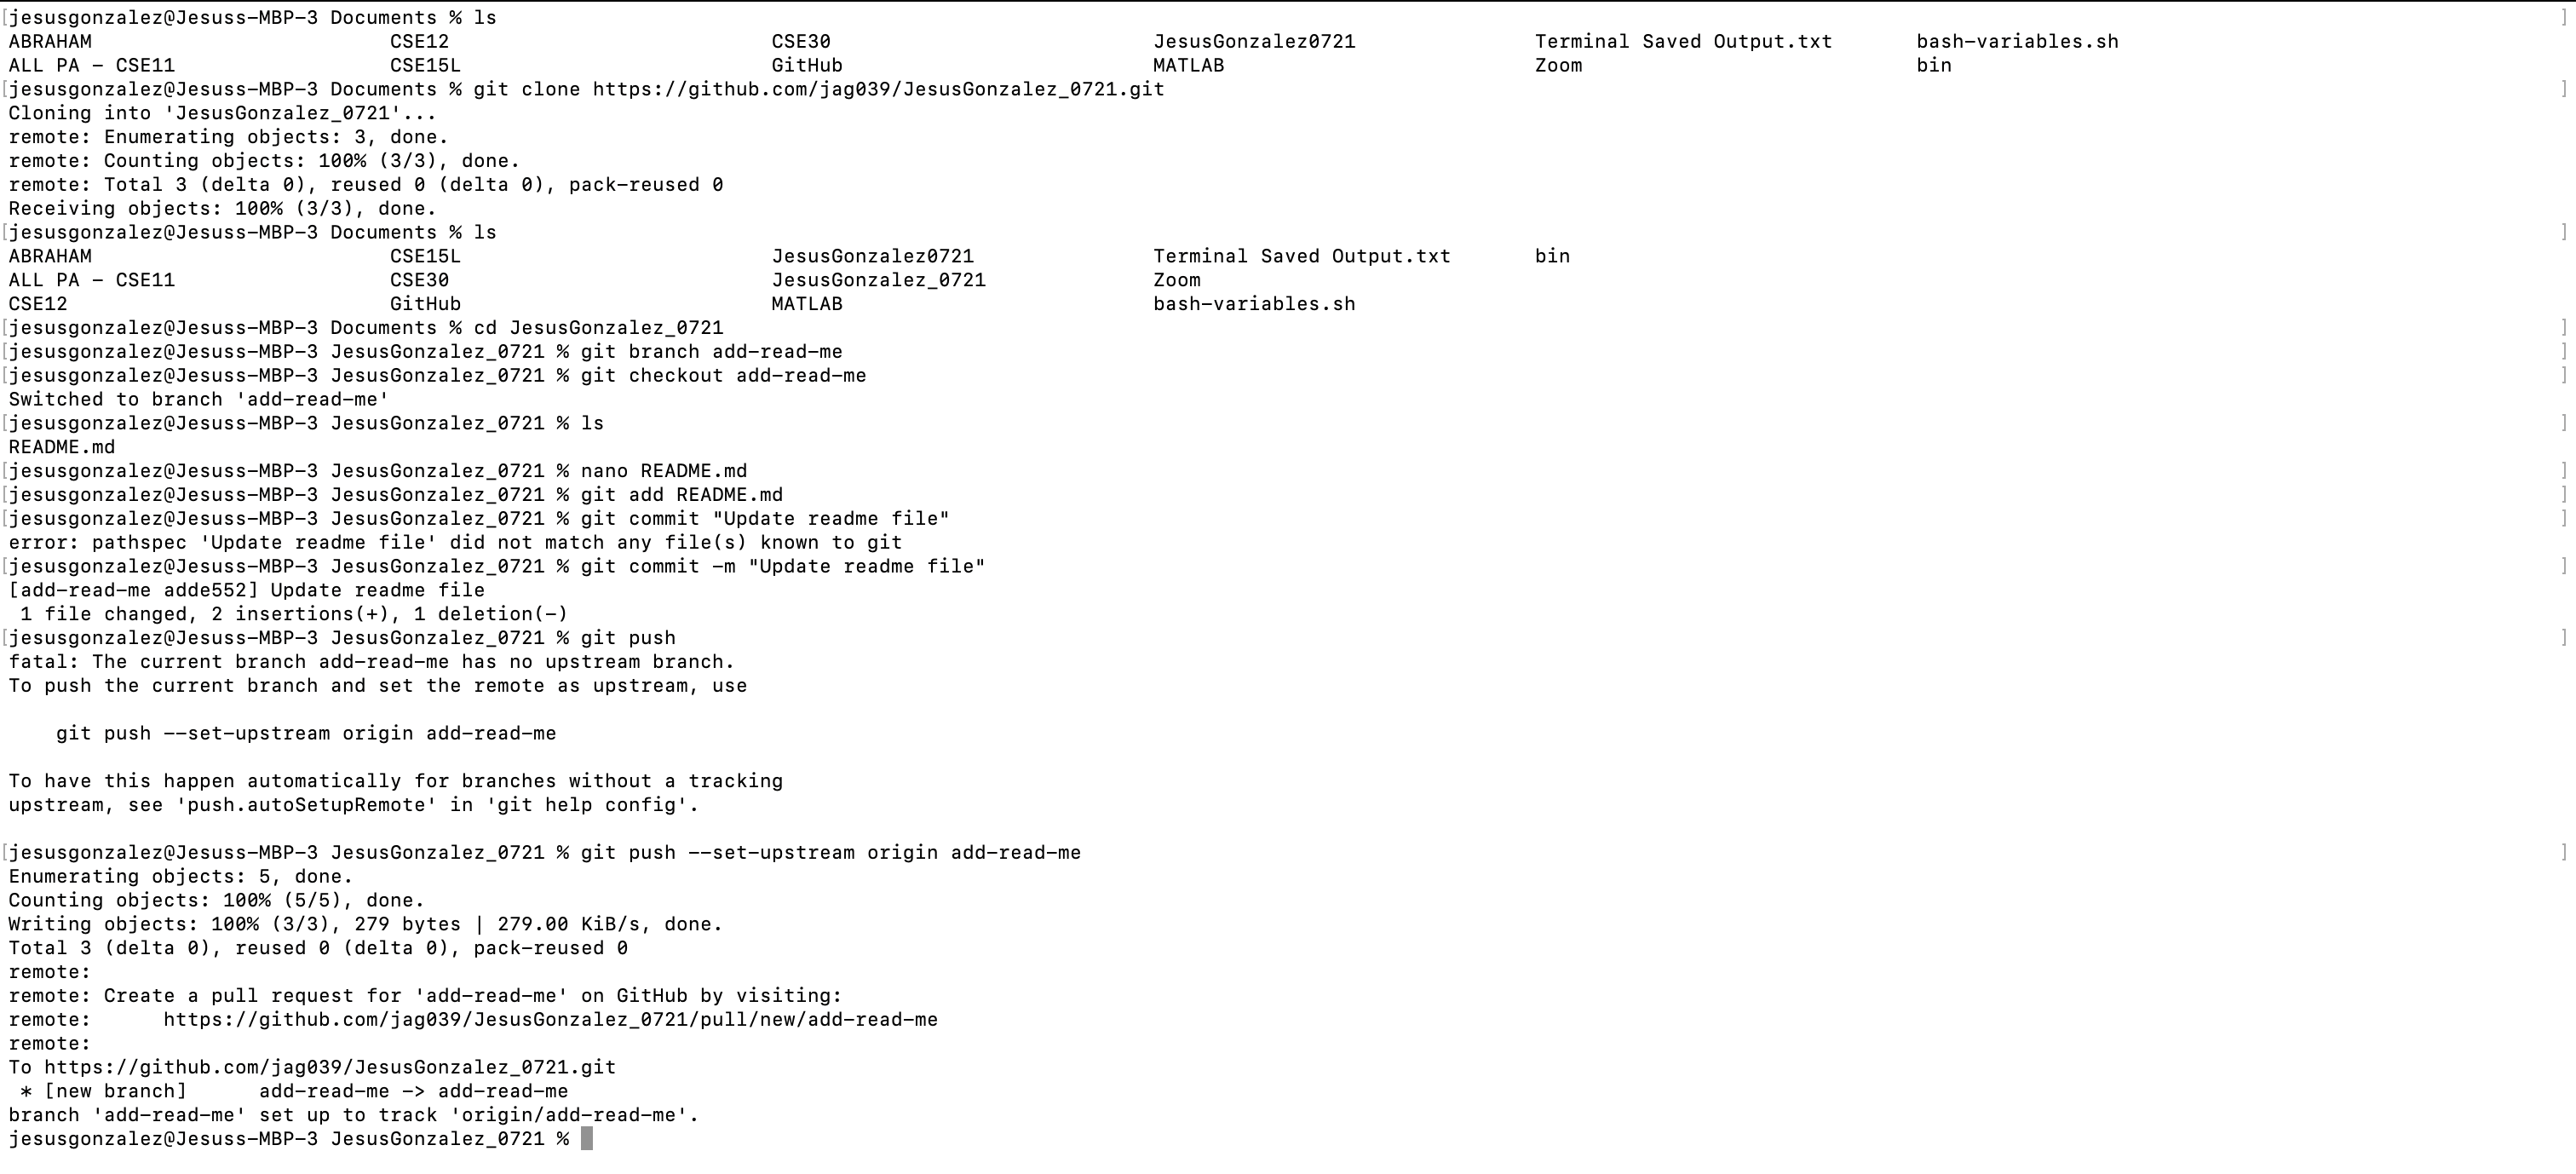 [jesusgonzalez@Jesuss-MBP-3 Documents % ls ]
ABRAHAM CSE12 CSE30 JesusGonzalez0721 Terminal Saved Output.txt bash-variables.sh
ALL PA - CSE11 CSE15L GitHub MATLAB Zoom bin
[jesusgonzalez@Jesuss-MBP-3 Documents % git clone https://github.com/jag039/JesusGonzalez_0721.git ]
Cloning into 'JesusGonzalez_0721'...
remote: Enumerating objects: 3, done.
remote: Counting objects: 100% (3/3), done.
remote: Total 3 (delta 0), reused 0 (delta 0), pack-reused 0
Receiving objects: 100% (3/3), done.
[jesusgonzalez@Jesuss-MBP-3 Documents % ls ]
ABRAHAM CSE15L JesusGonzalez0721 Terminal Saved Output.txt bin
ALL PA - CSE11 CSE30 JesusGonzalez_0721 Zoom
CSE12 GitHub MATLAB bash-variables.sh
[jesusgonzalez@Jesuss-MBP-3 Documents % cd JesusGonzalez_0721 ]
[jesusgonzalez@Jesuss-MBP-3 JesusGonzalez_0721 % git branch add-read-me ]
[jesusgonzalez@Jesuss-MBP-3 JesusGonzalez_0721 % git checkout add-read-me ]
Switched to branch 'add-read-me'
[jesusgonzalez@Jesuss-MBP-3 JesusGonzalez_0721 % ls ]
README.md
[jesusgonzalez@Jesuss-MBP-3 JesusGonzalez_0721 % nano README.md ]
[jesusgonzalez@Jesuss-MBP-3 JesusGonzalez_0721 % git add README.md ]
[jesusgonzalez@Jesuss-MBP-3 JesusGonzalez_0721 % git commit "Update readme file" ]
error: pathspec 'Update readme file' did not match any file(s) known to git
[jesusgonzalez@Jesuss-MBP-3 JesusGonzalez_0721 % git commit -m "Update readme file" ]
[add-read-me adde552] Update readme file
1 file changed, 2 insertions(+), 1 deletion(-)
[jesusgonzalez@Jesuss-MBP-3 JesusGonzalez_0721 % git push ]
fatal: The current branch add-read-me has no upstream branch.
To push the current branch and set the remote as upstream, use
git push --set-upstream origin add-read-me
To have this happen automatically for branches without a tracking
upstream, see 'push.autoSetupRemote' in 'git help config'.
[jesusgonzalez@Jesuss-MBP-3 JesusGonzalez_0721 % git push --set-upstream origin add-read-me ]
Enumerating objects: 5, done.
Counting objects: 100% (5/5), done.
Writing objects: 100% (3/3), 279 bytes | 279.00 KiB/s, done.
Total 3 (delta 0), reused 0 (delta 0), pack-reused 0
remote:
remote: Create a pull request for 'add-read-me' on GitHub by visiting:
remote: https://github.com/jag039/JesusGonzalez_0721/pull/new/add-read-me
remote:
To https://github.com/jag039/JesusGonzalez_0721.git
* [new branch] add-read-me -> add-read-me
branch 'add-read-me' set up to track 'origin/add-read-me'.
jesusgonzalez@Jesuss-MBP-3 JesusGonzalez_0721 %